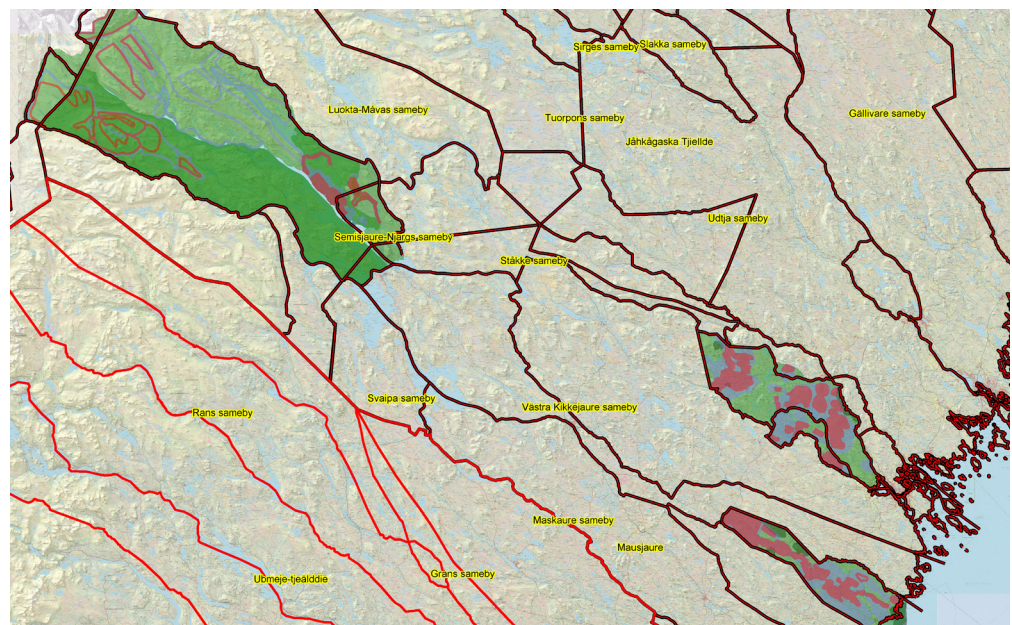 Sirges sameby
Slakka sameby
Luokta-Mávas sameby
Tuorpons sameby
Gällivare sameby
Jåhkågaska Tjiellde
Udtja sameby
Semisjaure-Njargs sameby
Ståkke sameby
Svaipa sameby
Västra Kikkejaure sameby
Rans sameby
Maskaure sameby
Mausjaure
Grans sameby
Ubmeje-tjeälddie